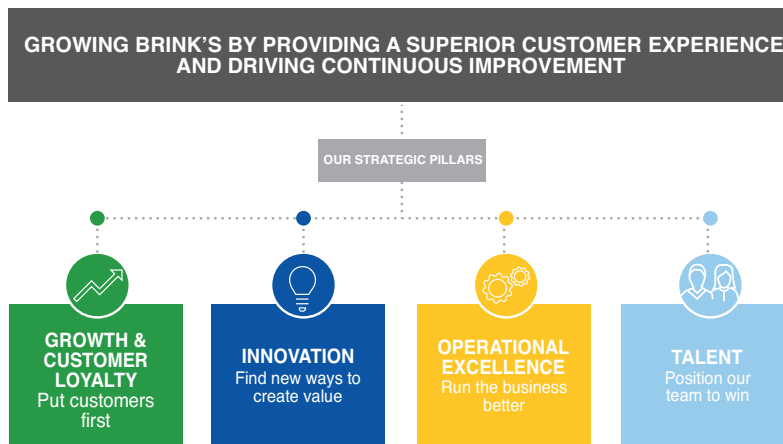 GROWING BRINK'S BY PROVIDING A SUPERIOR CUSTOMER EXPERIENCE
AND DRIVING CONTINUOUS IMPROVEMENT
OUR STRATEGIC PILLARS
GROWTH &
CUSTOMER
LOYALTY
Put customers
first
INNOVATION
Find new ways to
create value
OPERATIONAL
EXCELLENCE
Run the business
better
TALENT
Position our
team to win